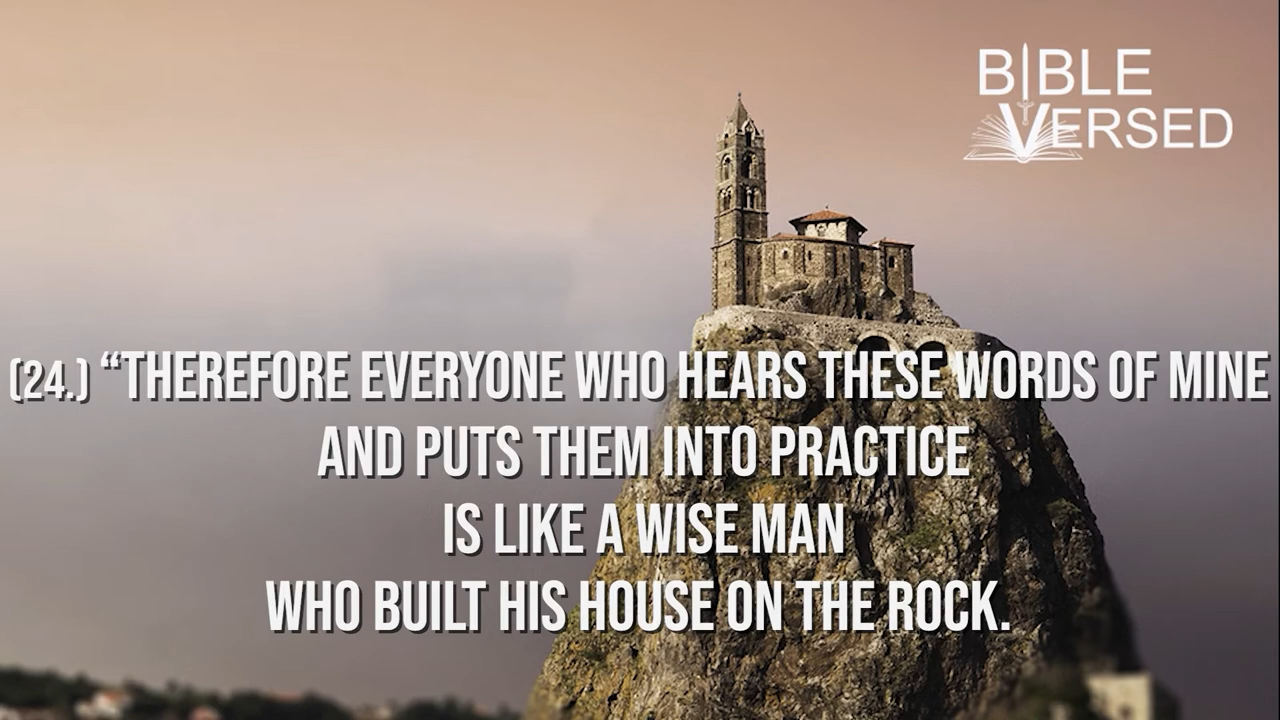 BIBLE
VERSED
(24.) “THEREFORE EVERYONE WHO HEARS THESE WORDS OF MINE
AND PUTS THEM INTO PRACTICE
IS LIKE A WISE MAN
WHO BUILT HIS HOUSE ON THE ROCK.